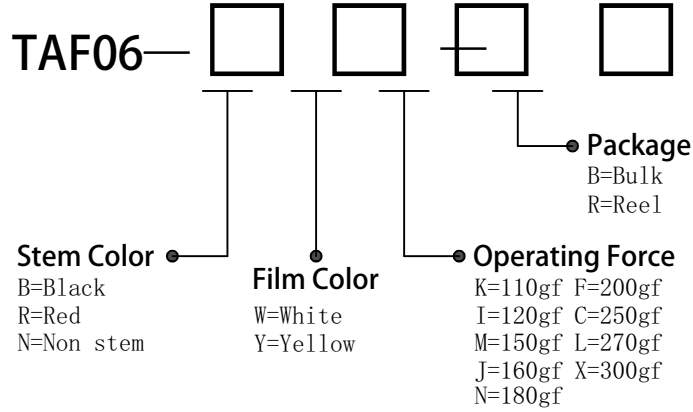 TAF06—
Package
B=Bulk
R=Reel
Stem Color
B=Black
R=Red
N=Non stem
Film Color
W=White
Y=Yellow
Operating Force
K=110gf F=200gf
I=120gf C=250gf
M=150gf L=270gf
J=160gf X=300gf
N=180gf